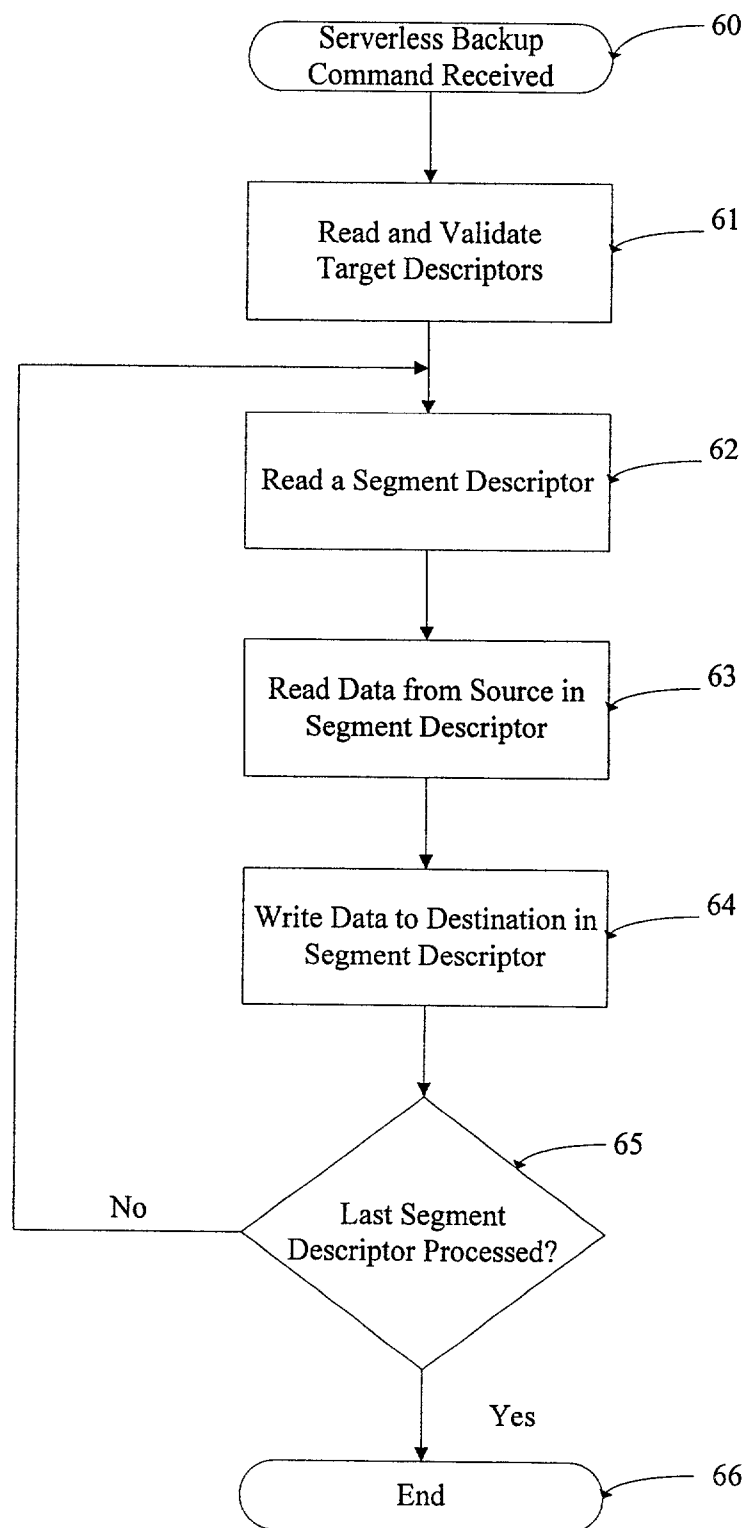 Serverless Backup
Command Received
60
Read and Validate
Target Descriptors
61
Read a Segment Descriptor
62
Read Data from Source in
Segment Descriptor
63
Write Data to Destination in
Segment Descriptor
64
65
Last Segment
Descriptor Processed?
No
Yes
End
66